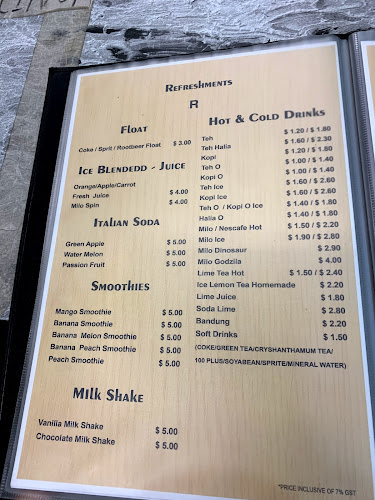 Refreshments
R
Float
Coke / Sprit / Rootbeer Float $ 3.00
Ice Blendedd - Juice
Orange/Apple/Carrot
Fresh Juice $ 4.00
Milo Spin $ 4.00
Italian Soda
Green Apple $ 5.00
Water Melon $ 5.00
Passion Fruit $ 5.00
Smoothies
Mango Smoothie $ 5.00
Banana Smoothie $ 5.00
Banana Melon Smoothie $ 5.00
Banana Peach Smoothie $ 5.00
Peach Smoothie $ 5.00
Milk Shake
Vanilla Milk Shake $ 5.00
Chocolate Milk Shake $ 5.00
Hot & Cold Drinks
Teh $ 1.20 / $ 1.80
Teh Halia $ 1.60 / $ 2.30
Kopi $ 1.20 / $ 1.80
Teh O $ 1.00 / $ 1.40
Kopi O $ 1.00 / $ 1.40
Teh Ice $ 1.60 / $ 2.60
Kopi Ice $ 1.60 / $ 2.60
Teh O / Kopi O Ice $ 1.40 / $ 1.80
Halia O $ 1.40 / $ 1.80
Milo / Nescafe Hot $ 1.50 / $ 2.20
Milo Ice $ 1.90 / $ 2.80
Milo Dinosaur $ 2.90
Milo Godzila $ 4.00
Lime Tea Hot $ 1.50 / $ 2.40
Ice Lemon Tea Homemade $ 2.20
Lime Juice $ 1.80
Soda Lime $ 2.80
Bandung $ 2.20
Soft Drinks $ 1.50
(COKE/GREEN TEA/CRYSHANTHAMUM TEA/
100 PLUS/SOYABEAN/SPRITE/MINERAL WATER)
*PRICE INCLUSIVE OF 7% GST